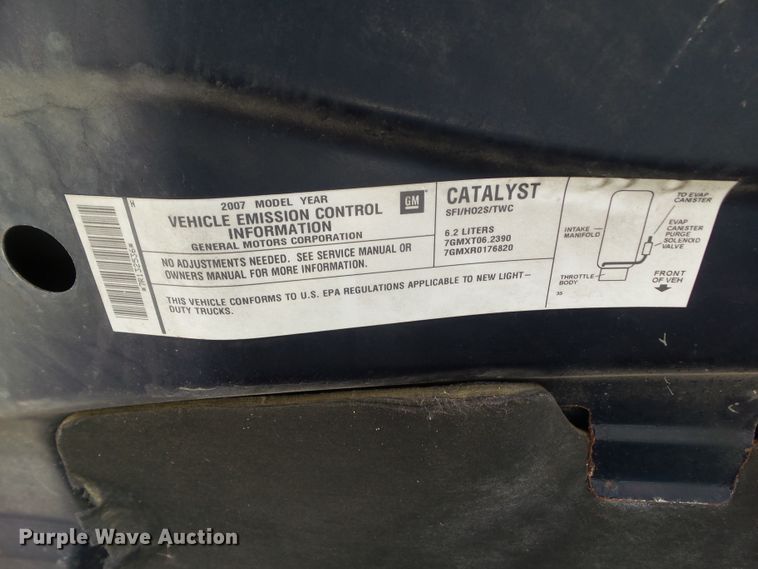 H
*7M132536*
2007 MODEL YEAR
VEHICLE EMISSION CONTROL
INFORMATION
GENERAL MOTORS CORPORATION
GM
NO ADJUSTMENTS NEEDED. SEE SERVICE MANUAL OR
OWNERS MANUAL FOR MORE INFORMATION.
THIS VEHICLE CONFORMS TO U.S. EPA REGULATIONS APPLICABLE TO NEW LIGHT-
DUTY TRUCKS.
CATALYST
SFI/HO2S/TWC
6.2 LITERS
7GMXT06.2390
7GMXR0176820
TO EVAP
CANISTER
INTAKE
MANIFOLD
EVAP
CANISTER
PURGE
SOLENOID
VALVE
THROTTLE
BODY
FRONT
OF VEH
35
Purple Wave Auction